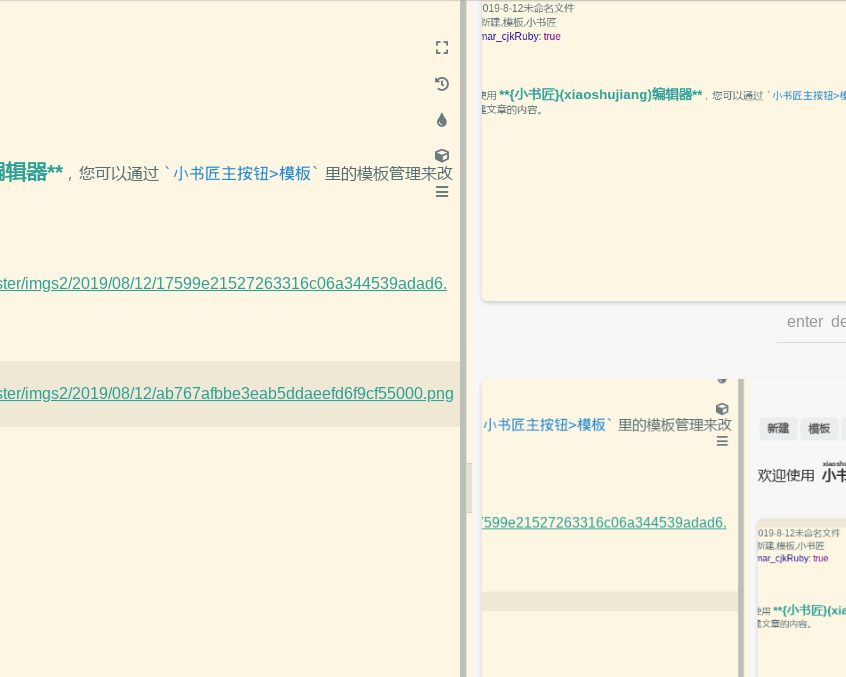 辑器**，您可以通过 `小书匠主按钮>模板` 里的模板管理来改
ster/imgs2/2019/08/12/17599e21527263316c06a344539adad6.
ster/imgs2/2019/08/12/ab767afbbe3eab5ddaeefd6f9cf55000.png
019-8-12未命名文件
新建,模板,小书匠
mar_cjkRuby: true
使用 **{小书匠}(xiaoshujiang)编辑器**，您可以通过 `小书匠主按钮>模
文章的内容。
enter de
小书匠主按钮>模板` 里的模板管理来改
7599e21527263316c06a344539adad6.
新建 模板
xiaoshu
欢迎使用 小书
019-8-12未命名文件
新建,模板,小书匠
mar_cjkRuby: true
使用 **{小书匠}(xia
文章的内容。